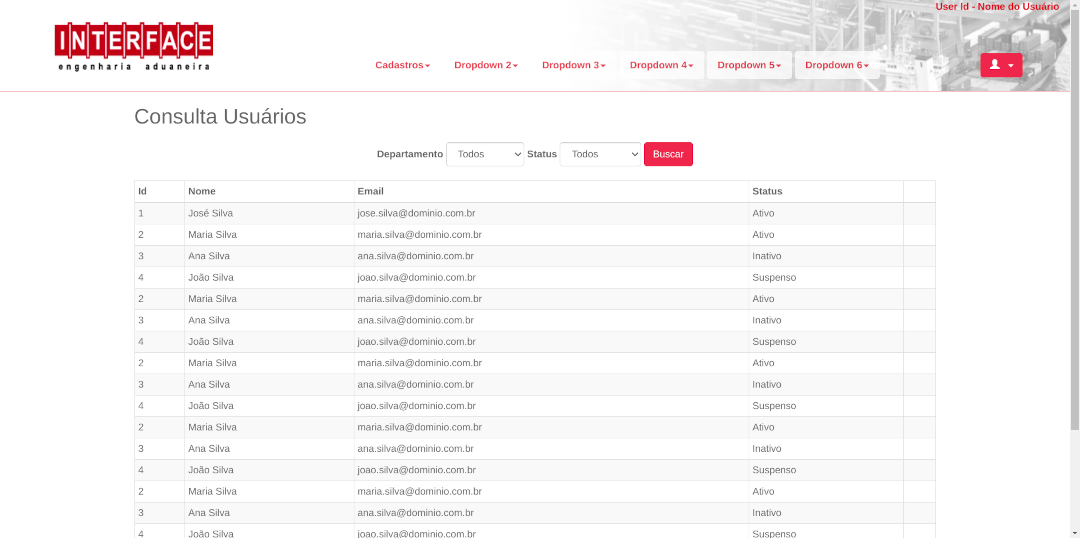 User Id - Nome do Usuário
INTERFACE
engenharia aduaneira
Cadastros Dropdown 2 Dropdown 3 Dropdown 4 Dropdown 5 Dropdown 6
Consulta Usuários
Departamento Todos Status Todos Buscar
Id Nome Email Status
1 José Silva jose.silva@dominio.com.br Ativo
2 Maria Silva maria.silva@dominio.com.br Ativo
3 Ana Silva ana.silva@dominio.com.br Inativo
4 João Silva joao.silva@dominio.com.br Suspenso
2 Maria Silva maria.silva@dominio.com.br Ativo
3 Ana Silva ana.silva@dominio.com.br Inativo
4 João Silva joao.silva@dominio.com.br Suspenso
2 Maria Silva maria.silva@dominio.com.br Ativo
3 Ana Silva ana.silva@dominio.com.br Inativo
4 João Silva joao.silva@dominio.com.br Suspenso
2 Maria Silva maria.silva@dominio.com.br Ativo
3 Ana Silva ana.silva@dominio.com.br Inativo
4 João Silva joao.silva@dominio.com.br Suspenso
2 Maria Silva maria.silva@dominio.com.br Ativo
3 Ana Silva ana.silva@dominio.com.br Inativo
4 João Silva joao.silva@dominio.com.br Suspenso